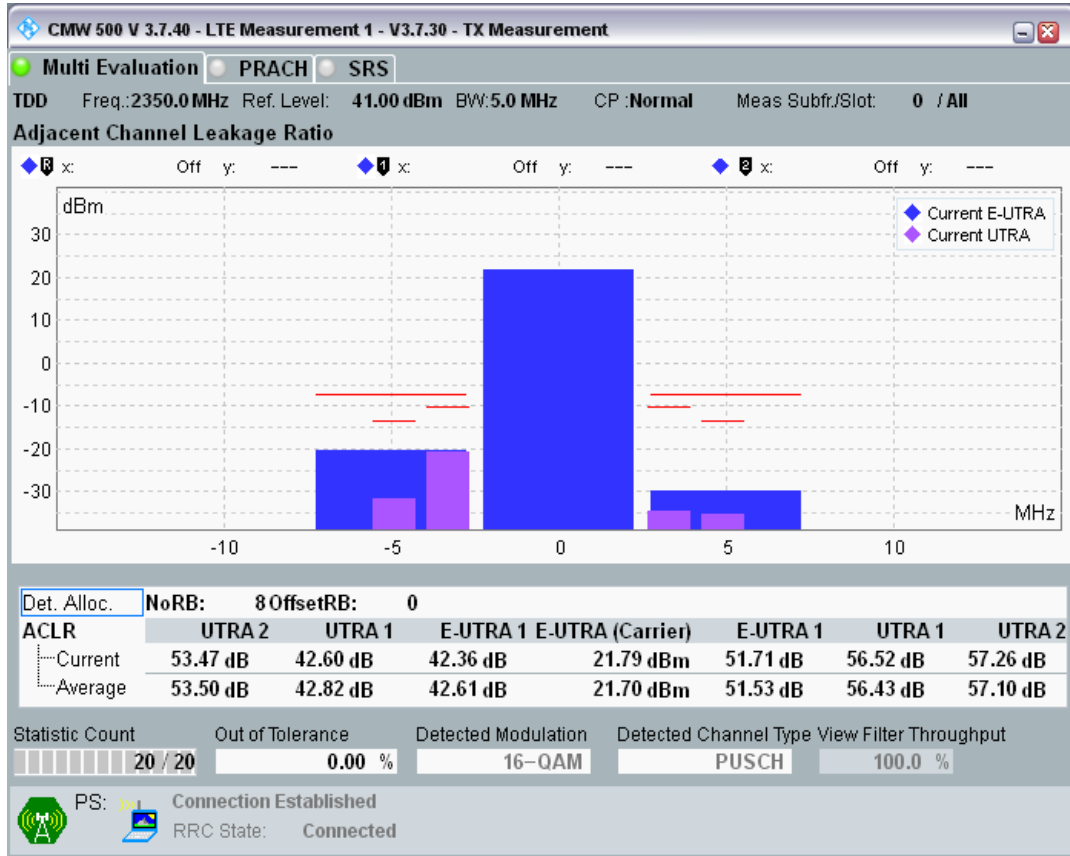 CMW 500 V 3.7.40 - LTE Measurement 1 - V3.7.30 - TX Measurement
Multi Evaluation PRACH SRS
TDD Freq.:2350.0 MHz Ref. Level: 41.00 dBm BW:5.0 MHz CP :Normal Meas Subfr./Slot: 0 / All
Adjacent Channel Leakage Ratio
R x: Off y: --- 1 x: Off y: --- 2 x: Off y: ---
dBm
Current E-UTRA
Current UTRA
30
20
10
0
-10
-20
-30
MHz
-10 -5 0 5 10
Det. Alloc. NoRB: 8 OffsetRB: 0
ACLR UTRA 2 UTRA 1 E-UTRA 1 E-UTRA (Carrier) E-UTRA 1 UTRA 1 UTRA 2
Current 53.47 dB 42.60 dB 42.36 dB 21.79 dBm 51.71 dB 56.52 dB 57.26 dB
Average 53.50 dB 42.82 dB 42.61 dB 21.70 dBm 51.53 dB 56.43 dB 57.10 dB
Statistic Count Out of Tolerance Detected Modulation Detected Channel Type View Filter Throughput
20 / 20 0.00 % 16-QAM PUSCH 100.0 %
PS: Connection Established
RRC State: Connected